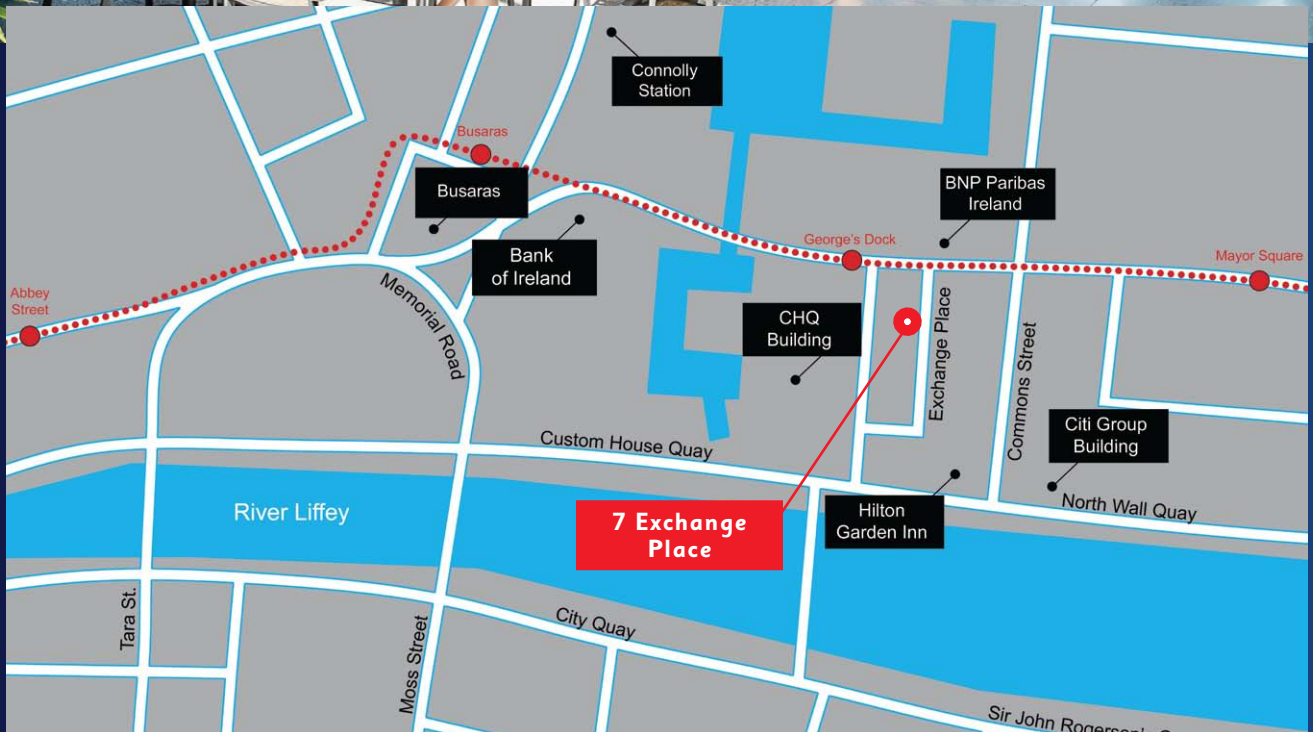 Connolly
Station
Busaras
Busaras
BNP Paribas
Ireland
Bank
of Ireland
George's Dock
Mayor Square
Abbey
Street
Memorial Road
CHQ
Building
Exchange Place
Commons Street
Citi Group
Building
Custom House Quay
North Wall Quay
River Liffey
7 Exchange
Place
Hilton
Garden Inn
Tara St.
Moss Street
City Quay
Sir John Rogerson's